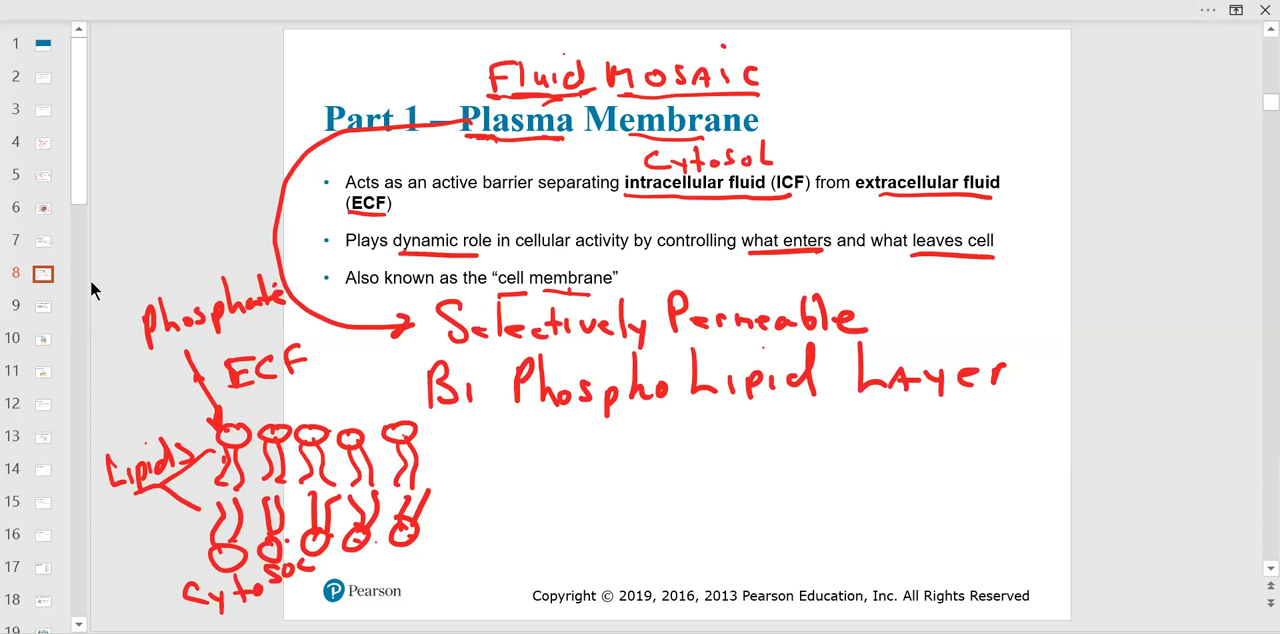 1
2
3
4
5
6
7
8
9
10
11
12
13
14
15
16
17
18
19
Fluid MOSAiC
Part 1 – Plasma Membrane
Cytosol
• Acts as an active barrier separating intracellular fluid (ICF) from extracellular fluid
(ECF)
• Plays dynamic role in cellular activity by controlling what enters and what leaves cell
• Also known as the “cell membrane”
Phosphate
Selectively Permeable
ECF
Bi Phospho Lipid LAyer
Lipids
Cytosol
Pearson
Copyright © 2019, 2016, 2013 Pearson Education, Inc. All Rights Reserved